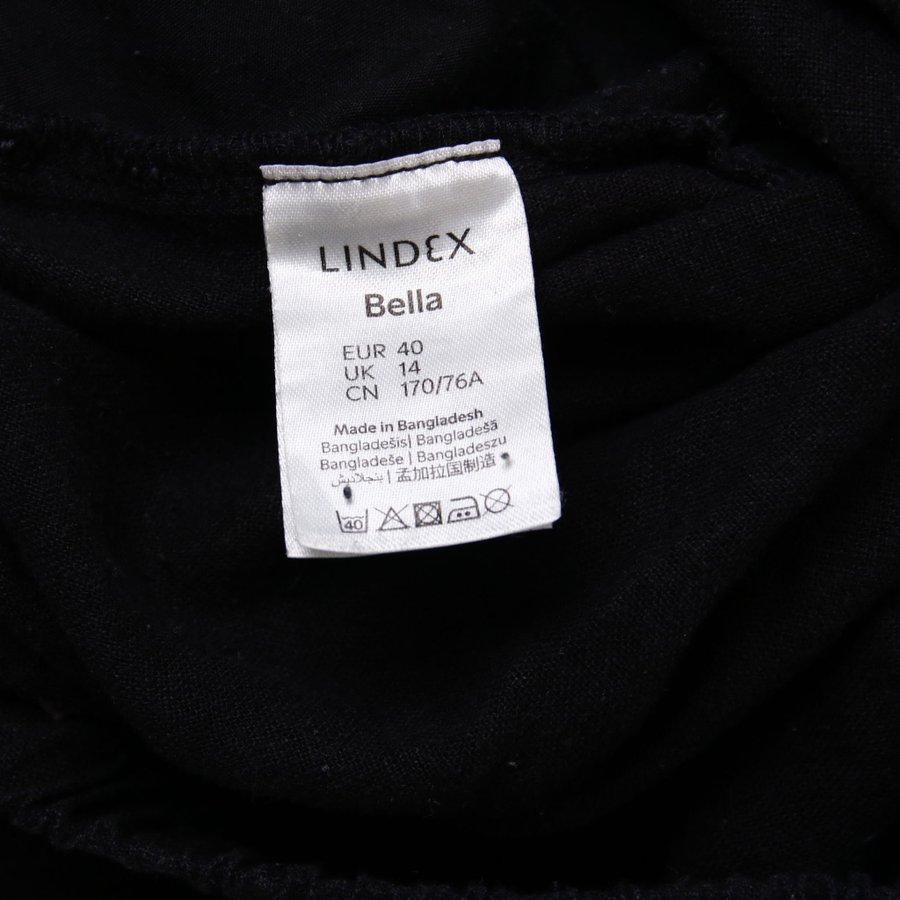 LINDEX
Bella
EUR 40
UK 14
CN 170/76A
Made in Bangladesh
Bangladešis| Bangladešā
Bangladeše | Bangladeszu
بنجلاديش | 孟加拉国制造
40